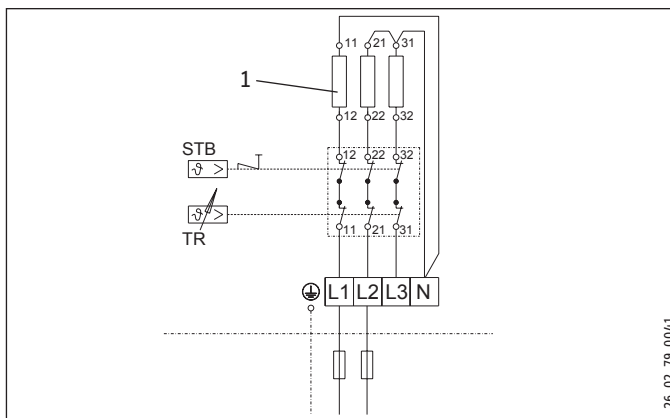 11 21 31
1
12 22 32
STB
12 22 32
ϑ >
ϑ >
TR
11 21 31
L1 L2 L3 N
26_02_79_0041